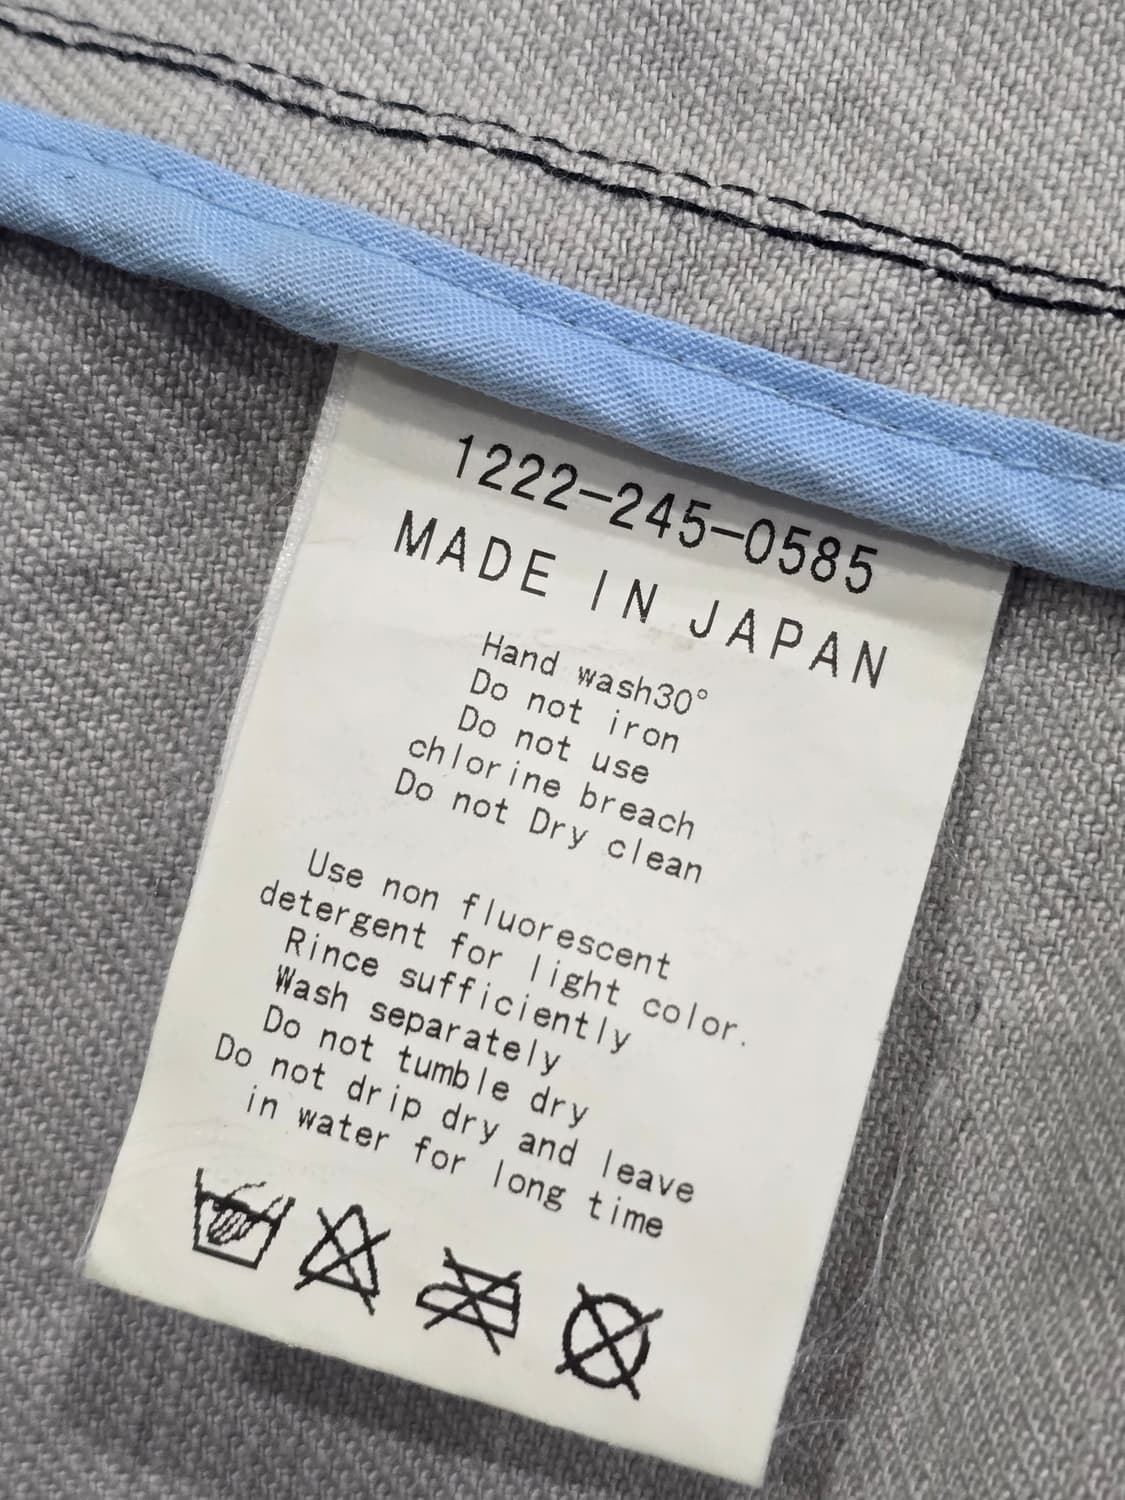 1222-245-0585
MADE IN JAPAN
Hand wash30°
Do not iron
Do not use
chlorine breach
Do not Dry clean
Use non fluorescent
detergent for light color.
Rince sufficiently
Wash separately
Do not tumble dry
Do not drip dry and leave
in water for long time